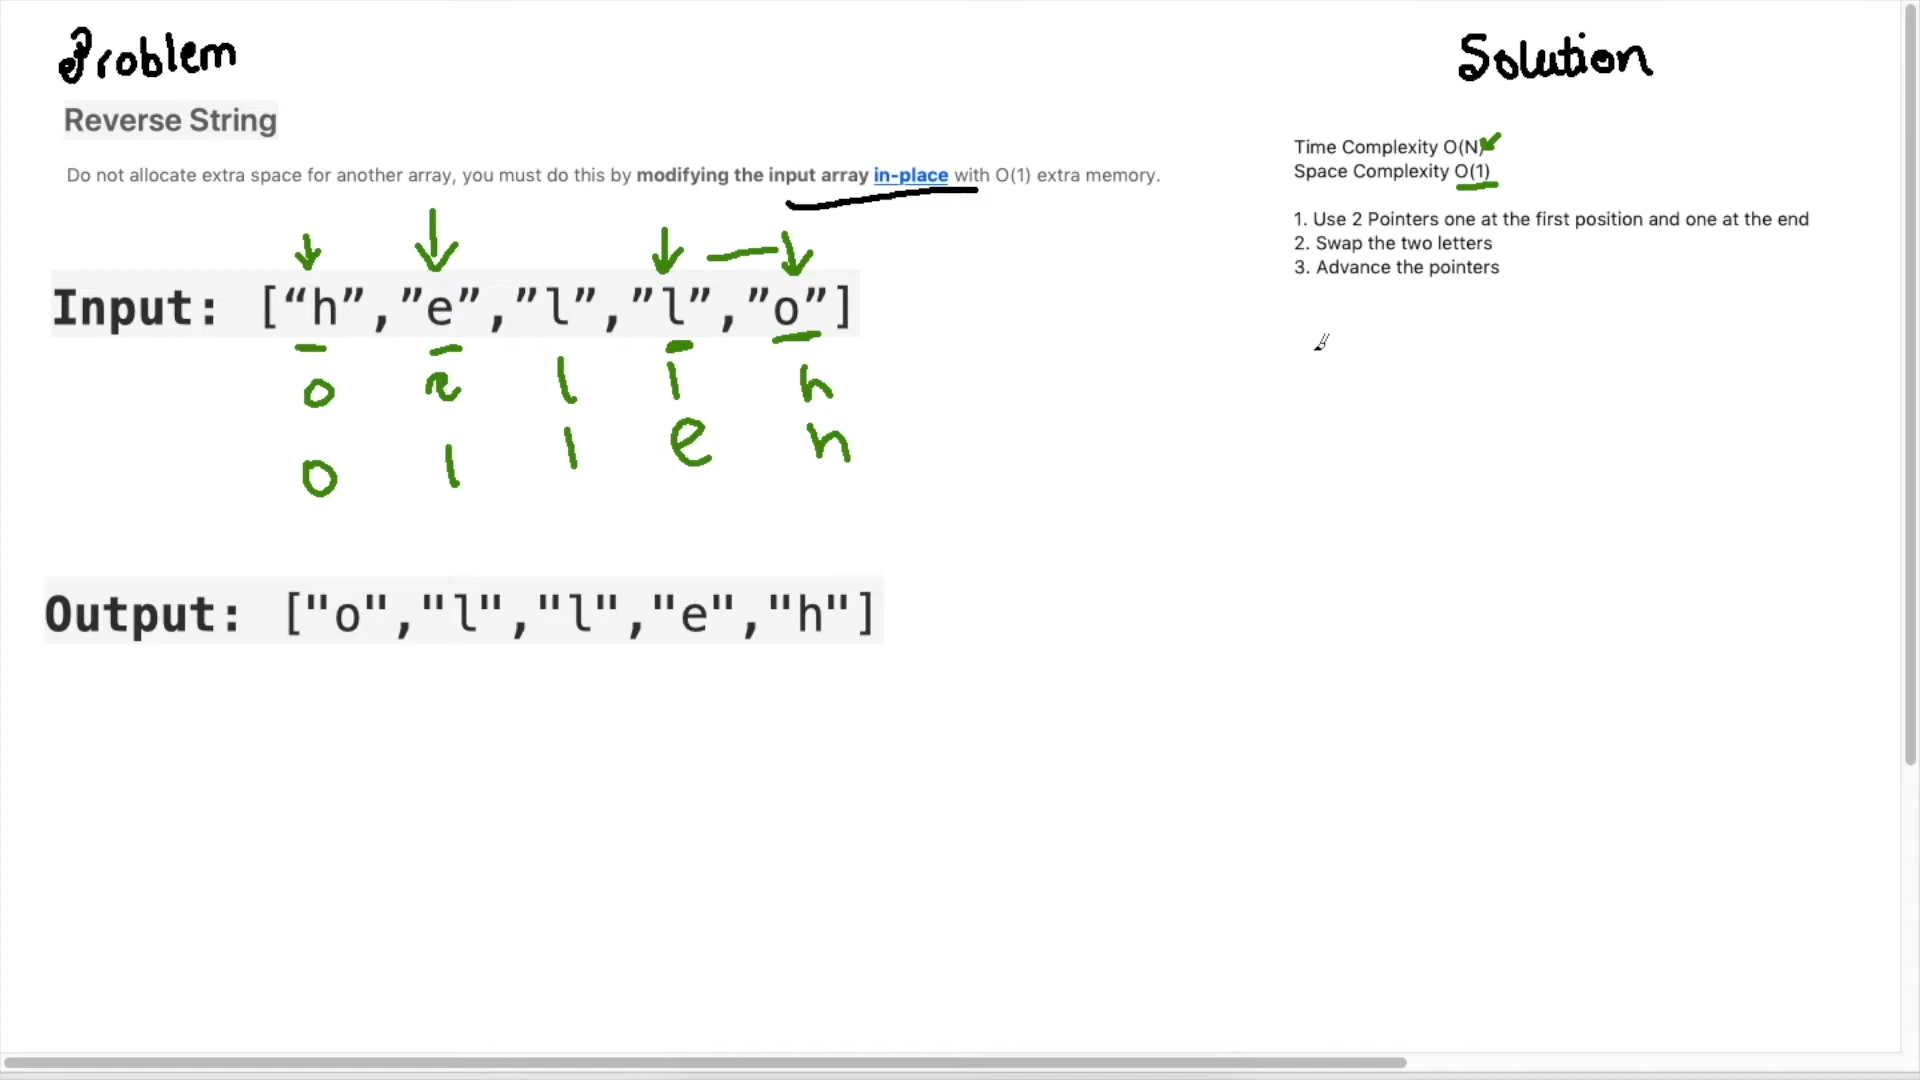 Problem
Solution
Reverse String
Do not allocate extra space for another array, you must do this by modifying the input array in-place with O(1) extra memory.
Time Complexity O(N)
Space Complexity O(1)
1. Use 2 Pointers one at the first position and one at the end
2. Swap the two letters
3. Advance the pointers
Input: [“h”,”e”,”l”,”l”,”o”]
o e l l h
o l l e h
Output: ["o","l","l","e","h"]